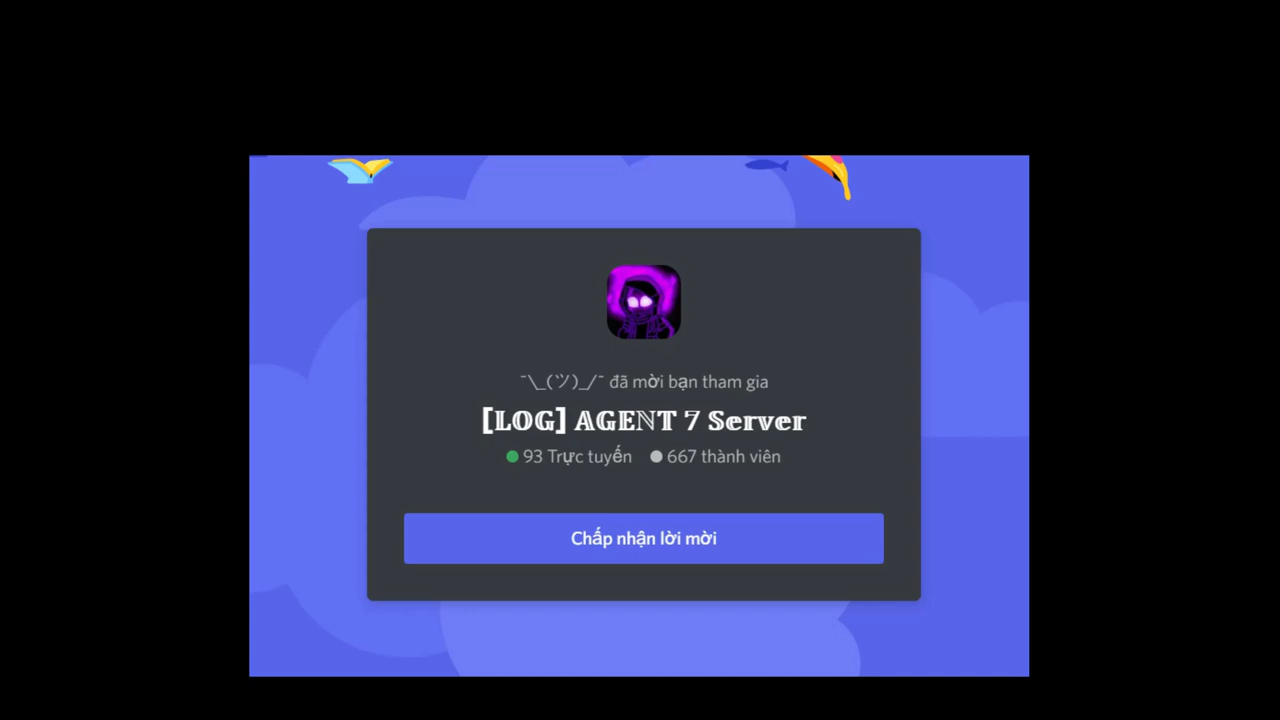 ¯\_(ツ)_/¯ đã mời bạn tham gia
[LOG] AGENT 7 Server
93 Trực tuyến 667 thành viên
Chấp nhận lời mời